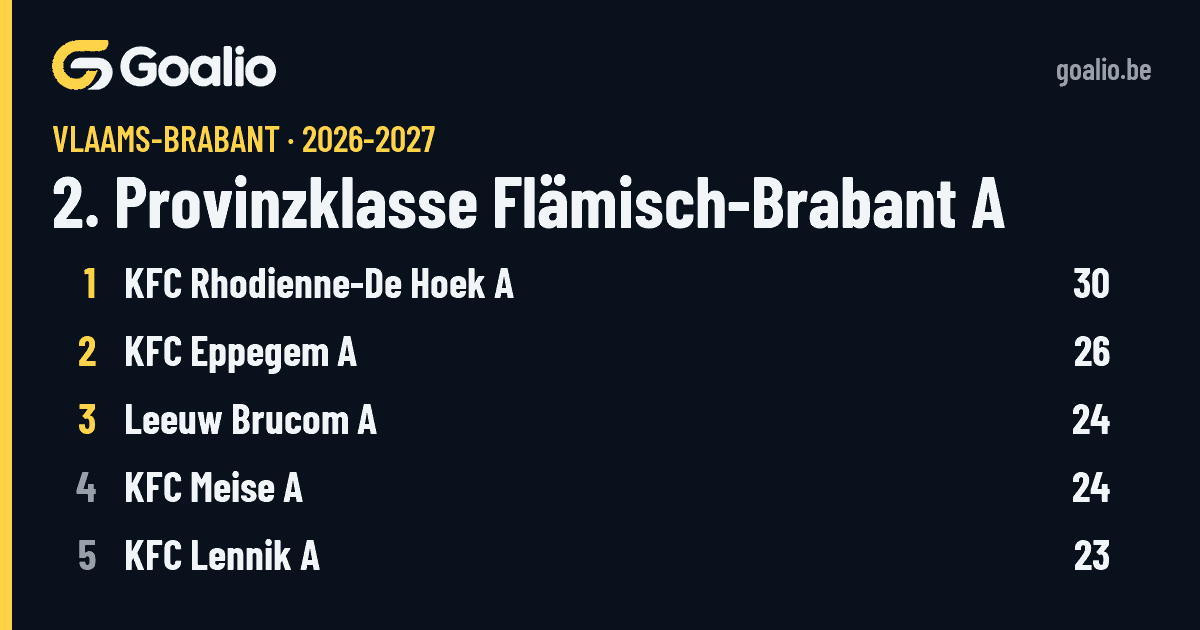 Goalio
goalio.be
VLAAMS-BRABANT · 2026-2027
2. Provinzklasse Flämisch-Brabant A
1 KFC Rhodienne-De Hoek A 30
2 KFC Eppegem A 26
3 Leeuw Brucom A 24
4 KFC Meise A 24
5 KFC Lennik A 23